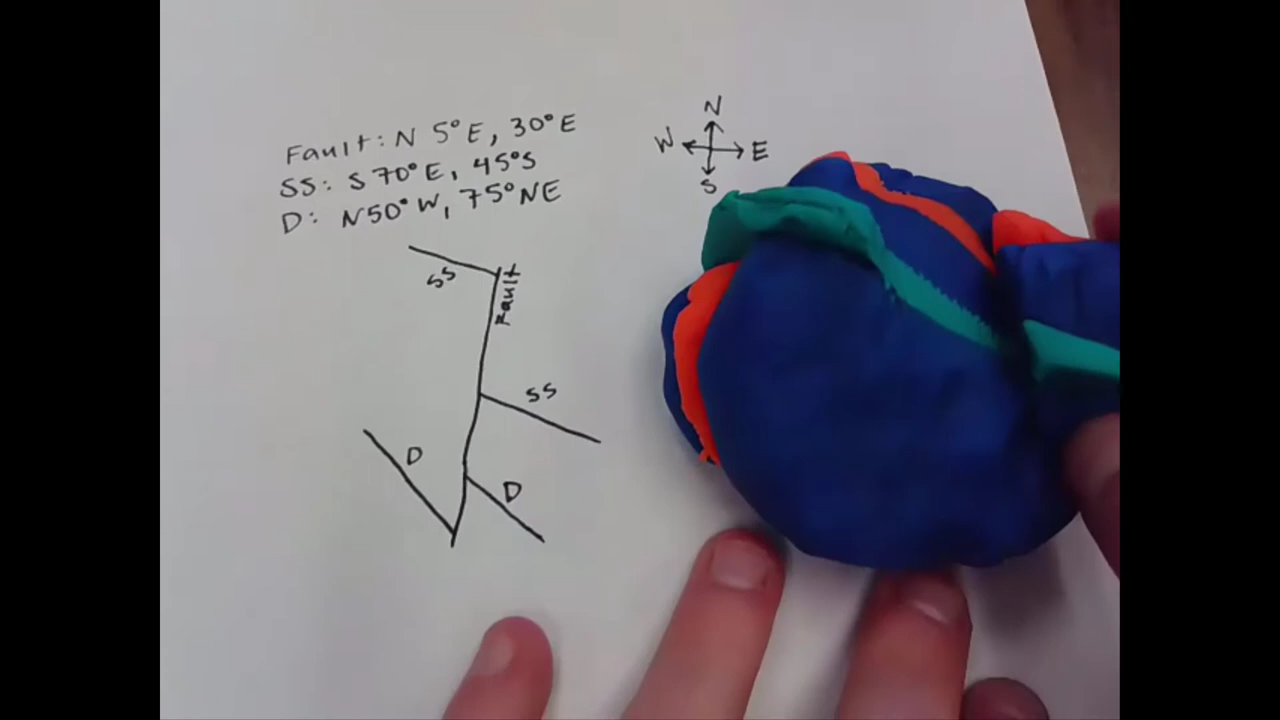 Fault: N 5° E, 30° E
SS: S 70° E, 45° S
D: N50° W, 75° NE
N
W E
S
SS
Fault
SS
D
D